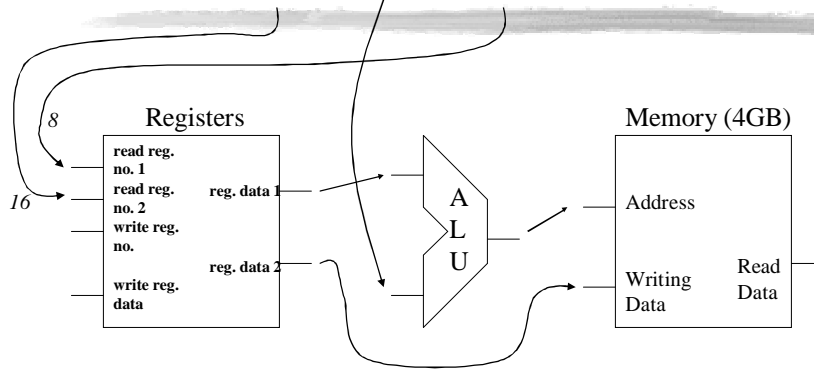 Registers
Memory (4GB)
8
16
read reg.
no. 1
read reg.
no. 2
write reg.
no.
write reg.
data
reg. data 1
reg. data 2
A
L
U
Address
Writing
Data
Read
Data